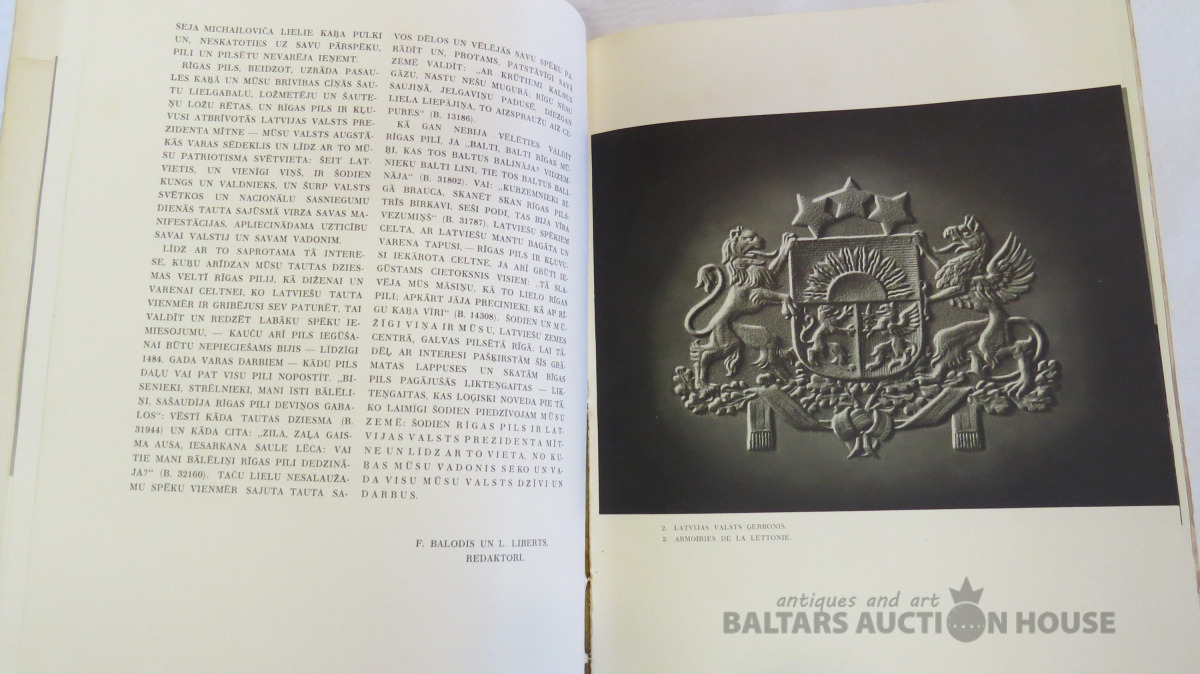 SEJA MICHAILOVIČA LIELIE KAŖA PULKI
UN, NESKATOTIES UZ SAVU PĀRSPĒKU,
PILI UN PILSĒTU NEVARĒJA IEŅEMT.
RĪGAS PILS, BEIDZOT, UZRĀDA PASAU-
LES KAŖĀ UN MŪSU BRĪVĪBAS CĪŅĀS ŠAU-
TU LIELGABALU, LOŽMETĒJU UN ŠAUTE-
ŅU LOŽU RĒTAS, UN RĪGAS PILS IR KĻU-
VUSI ATBRĪVOTĀS LATVIJAS VALSTS PRE-
ZIDENTA MĪTNE — MŪSU VALSTS AUGSTĀ-
KĀS VARAS SĒDEKLIS UN LĪDZ AR TO MŪ-
SU PATRIOTISMA SVĒTVIETA: ŠEIT LAT-
VIETIS, UN VIENĪGI VIŅŠ, IR ŠODIEN
KUNGS UN VALDNIEKS, UN ŠURP VALSTS
SVĒTKOS UN NACIONĀLU SASNIEGUMU
DIENĀS TAUTA SAJŪSMĀ VIRZA SAVAS MA-
NIFESTĀCIJAS, APLIECINĀDAMA UZTICĪBU
SAVAI VALSTIJ UN SAVAM VADONIM.
LĪDZ AR TO SAPROTAMA TĀ INTERE-
SE, KUŖU ARĪDZAN MŪSU TAUTAS DZIES-
MAS VELTĪ RĪGAS PILIJ, KĀ DIŽENAI UN
VARENAI CELTNEI, KO LATVIEŠU TAUTA
VIENMĒR IR GRIBĒJUSI SEV PATURĒT, TAI
VALDĪT UN REDZĒT LABĀKU SPĒKU IE-
MIESOJUMU, — KAUČU ARĪ PILS IEGŪŠA-
NAI BŪTU NEPIECIEŠAMS BIJIS — LĪDZĪGI
1484. GADA VARAS DARBIEM — KĀDU PILS
DAĻU VAI PAT VISU PILI NOPOSTĪT. „BI-
SENIEKI, STRĒLNIEKI, MANI ĪSTI BĀLĒLI-
ŅI, SAŠAUDĪJA RĪGAS PILI DEVIŅOS GABA-
LOS“: VĒSTĪ KĀDA TAUTAS DZIESMA (B.
31944) UN KĀDA CITA: „ZILA, ZAĻA GAIS-
MA AUSA, IESARKANA SAULE LĒCA: VAI
TIE MANI BĀLĒLIŅI RĪGAS PILI DEDZINĀ-
JA?“ (B. 32160). TAČU LIELU NESALAUŽA-
MU SPĒKU VIENMĒR SAJUTA TAUTA SA-
VOS DĒLOS UN VĒLĒJĀS SAVU SPĒKU PA-
RĀDĪT UN, PROTAMS, PATSTĀVĪGI SAVĀ
ZEMĒ VALDĪT: „AR KRŪTIEMI KALNUS
GĀZU, NASTU NEŠU MUGURĀ; RĪGU NESU
SAUJIŅĀ, JELGAVIŅU PADUSĒ, DIEZGAN
LIELA LIEPĀJIŅA, TO AIZSPRAUŽU AIZ CE-
PURES“ (B. 13186).
KĀ GAN NEBIJA VĒLĒTIES VALDĪT
RĪGAS PILI, JA „BALTI, BALTI RĪGAS MŪ-
ŖI, KAS TOS BALTUS BALINĀJA? VIDZEM-
NIEKU BALTI LINI, TIE TOS BALTUS BALI-
NĀJA“ (B. 31802). VAI: „KURZEMNIEKI RĪ-
GĀ BRAUCA, SKANĒT SKAN RĪGAS PILS:
TRĪS BIRKAVI, SEŠI PODI, TAS BIJA VĪRA
VEZUMIŅŠ“ (B. 31787). LATVIEŠU SPĒKIEM
CELTA, AR LATVIEŠU MANTU BAGĀTA UN
VARENA TAPUSI, — RĪGAS PILS IR KĻUVU-
SI IEKĀROTA CELTNE, JA ARĪ GRŪTI IE-
GŪSTAMS CIETOKSNIS VISIEM: „TĀ SLA-
VĒJA MŪS MĀSIŅU, KĀ TO LIELO RĪGAS
PILI; APKĀRT JĀJA PRECINIEKI, KĀ AP RĪ-
GU KAŖA VĪRI“ (B. 14308). ŠODIEN UN MŪ-
ŽĪGI VIŅA IR MŪSU, LATVIEŠU ZEMES
CENTRĀ, GALVAS PILSĒTĀ RĪGĀ: LAI TĀ-
DĒĻ AR INTERESI PAŠĶIRSTĀM ŠĪS GRĀ-
MATAS LAPPUSES UN SKATĀM RĪGAS
PILS PAGĀJUŠĀS LIKTEŅGAITAS — LIK-
TEŅGAITAS, KAS LOĢISKI NOVEDA PIE TĀ,
KO LAIMĪGI ŠODIEN PIEDZĪVOJAM MŪSU
ZEMĒ: ŠODIEN RĪGAS PILS IR LAT-
VIJAS VALSTS PREZIDENTA MĪT-
NE UN LĪDZ AR TO VIETA, NO KU-
ŖAS MŪSU VADONIS SEKO UN VA-
DA VISU MŪSU VALSTS DZĪVI UN
DARBUS.
F. BALODIS UN L. LIBERTS.
REDAKTORI.
2. LATVIJAS VALSTS ĢERBONIS.
2. ARMOIRIES DE LA LETTONIE.
antiques and art
BALTARS AUCTION HOUSE